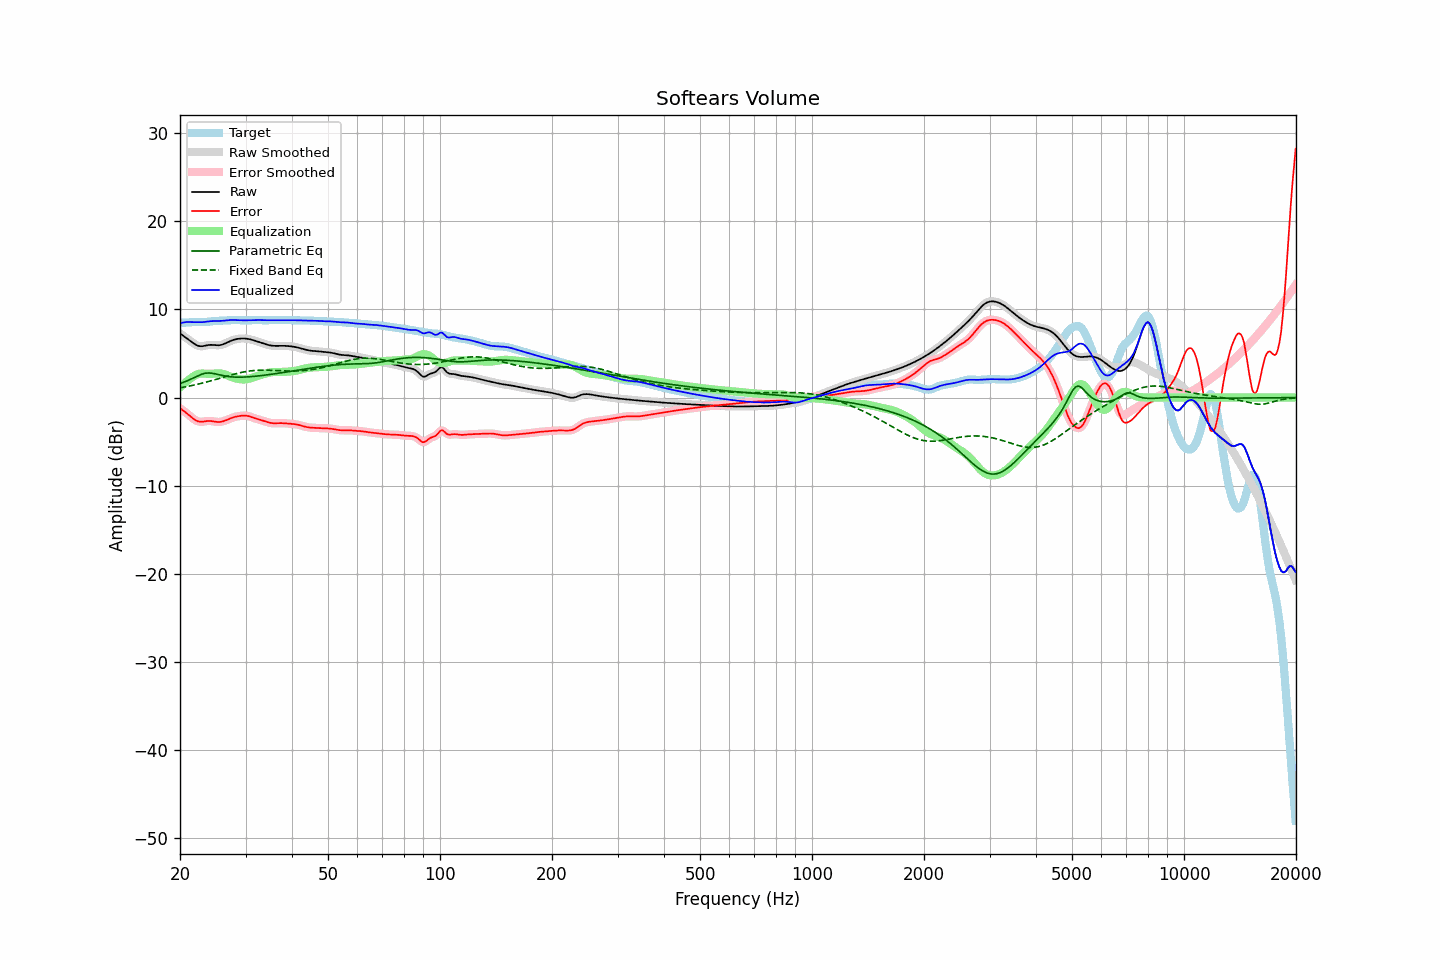 Softears Volume
Target
Raw Smoothed
Error Smoothed
Raw
Error
Equalization
Parametric Eq
Fixed Band Eq
Equalized
30
20
10
0
−10
−20
−30
−40
−50
Amplitude (dBr)
20 50 100 200 500 1000 2000 5000 10000 20000
Frequency (Hz)